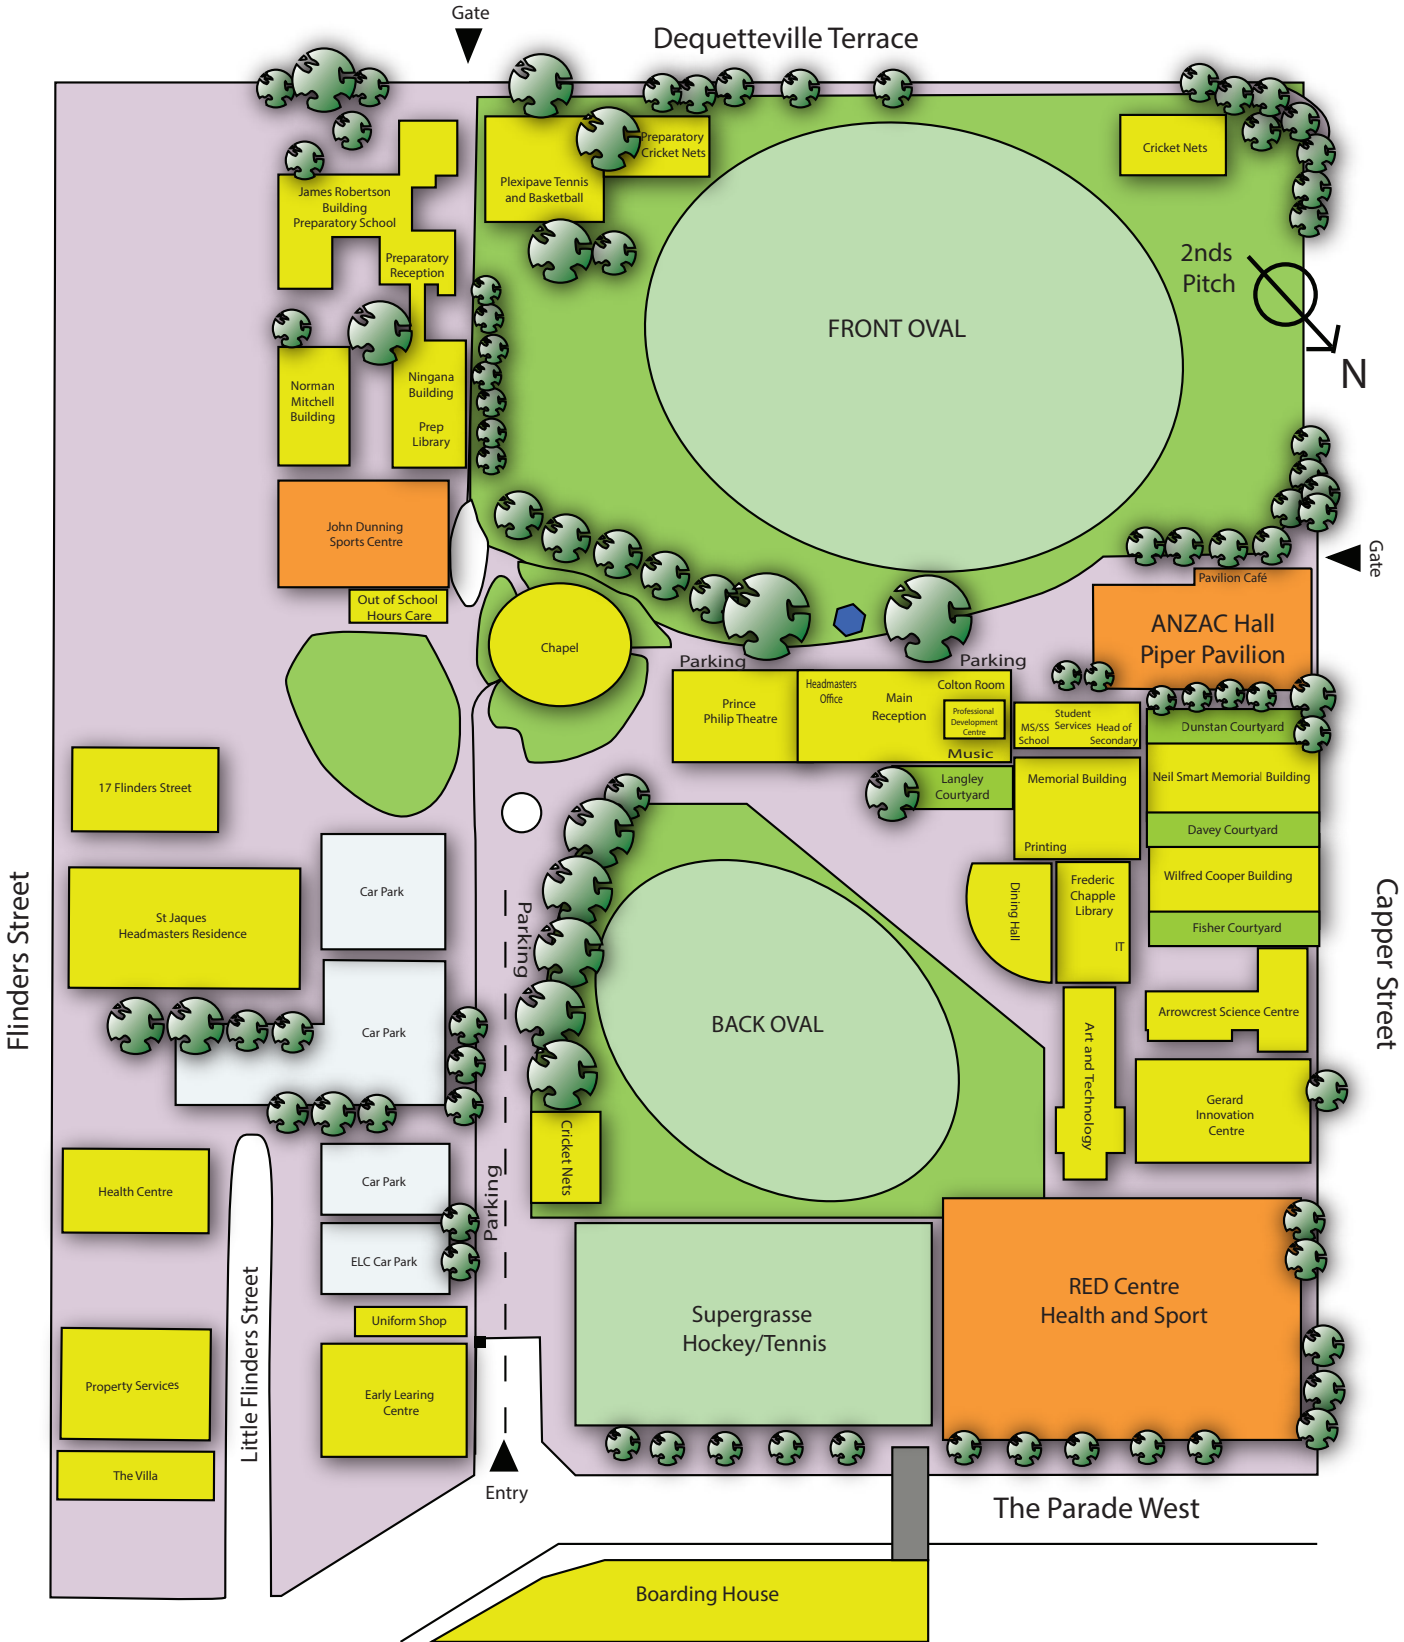 Gate
Dequetteville Terrace
Preparatory
Cricket Nets
Plexipave Tennis
and Basketball
Cricket Nets
James Robertson
Building
Preparatory School
Preparatory
Reception
2nds
Pitch
N
FRONT OVAL
Norman
Mitchell
Building
Ningana
Building
Prep
Library
John Dunning
Sports Centre
Out of School
Hours Care
Gate
Pavilion Café
ANZAC Hall
Piper Pavilion
Chapel
Parking
Parking
Prince
Philip Theatre
Headmasters
Office
Main
Reception
Colton Room
Professional
Development
Centre
Music
Student
Services
MS/SS
School
Head of
Secondary
Dunstan Courtyard
Langley
Courtyard
Memorial Building
Printing
Neil Smart Memorial Building
Davey Courtyard
Wilfred Cooper Building
Fisher Courtyard
17 Flinders Street
Car Park
St Jaques
Headmasters Residence
Flinders Street
Capper Street
Parking
Dining Hall
Frederic
Chapple
Library
IT
Arrowcrest Science Centre
Car Park
BACK OVAL
Art and Technology
Gerard
Innovation
Centre
Cricket Nets
Health Centre
Car Park
Parking
ELC Car Park
Little Flinders Street
Uniform Shop
Supergrasse
Hockey/Tennis
RED Centre
Health and Sport
Property Services
Early Learing
Centre
The Villa
Entry
The Parade West
Boarding House